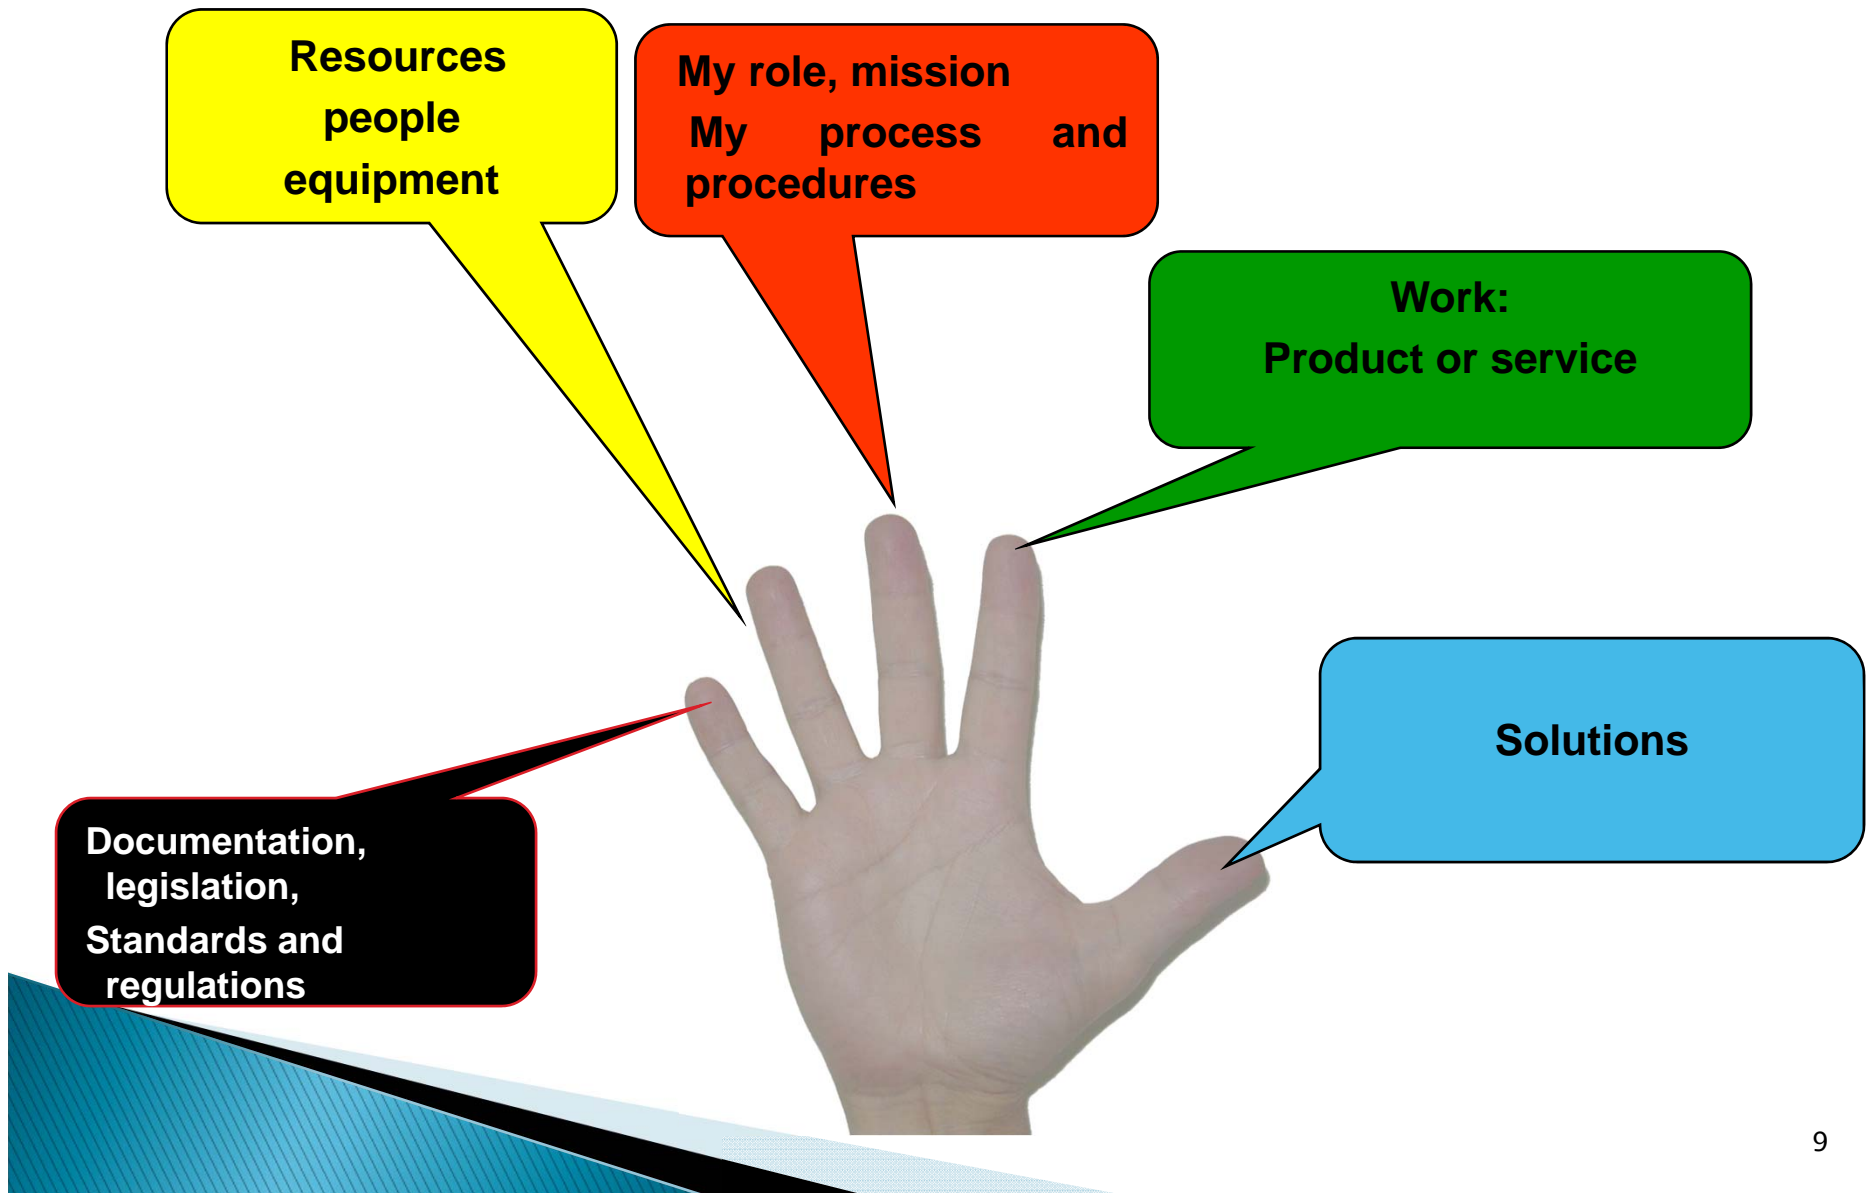 Resources
people
equipment
My role, mission
My process and
procedures
Work:
Product or service
Solutions
Documentation,
legislation,
Standards and
regulations
9